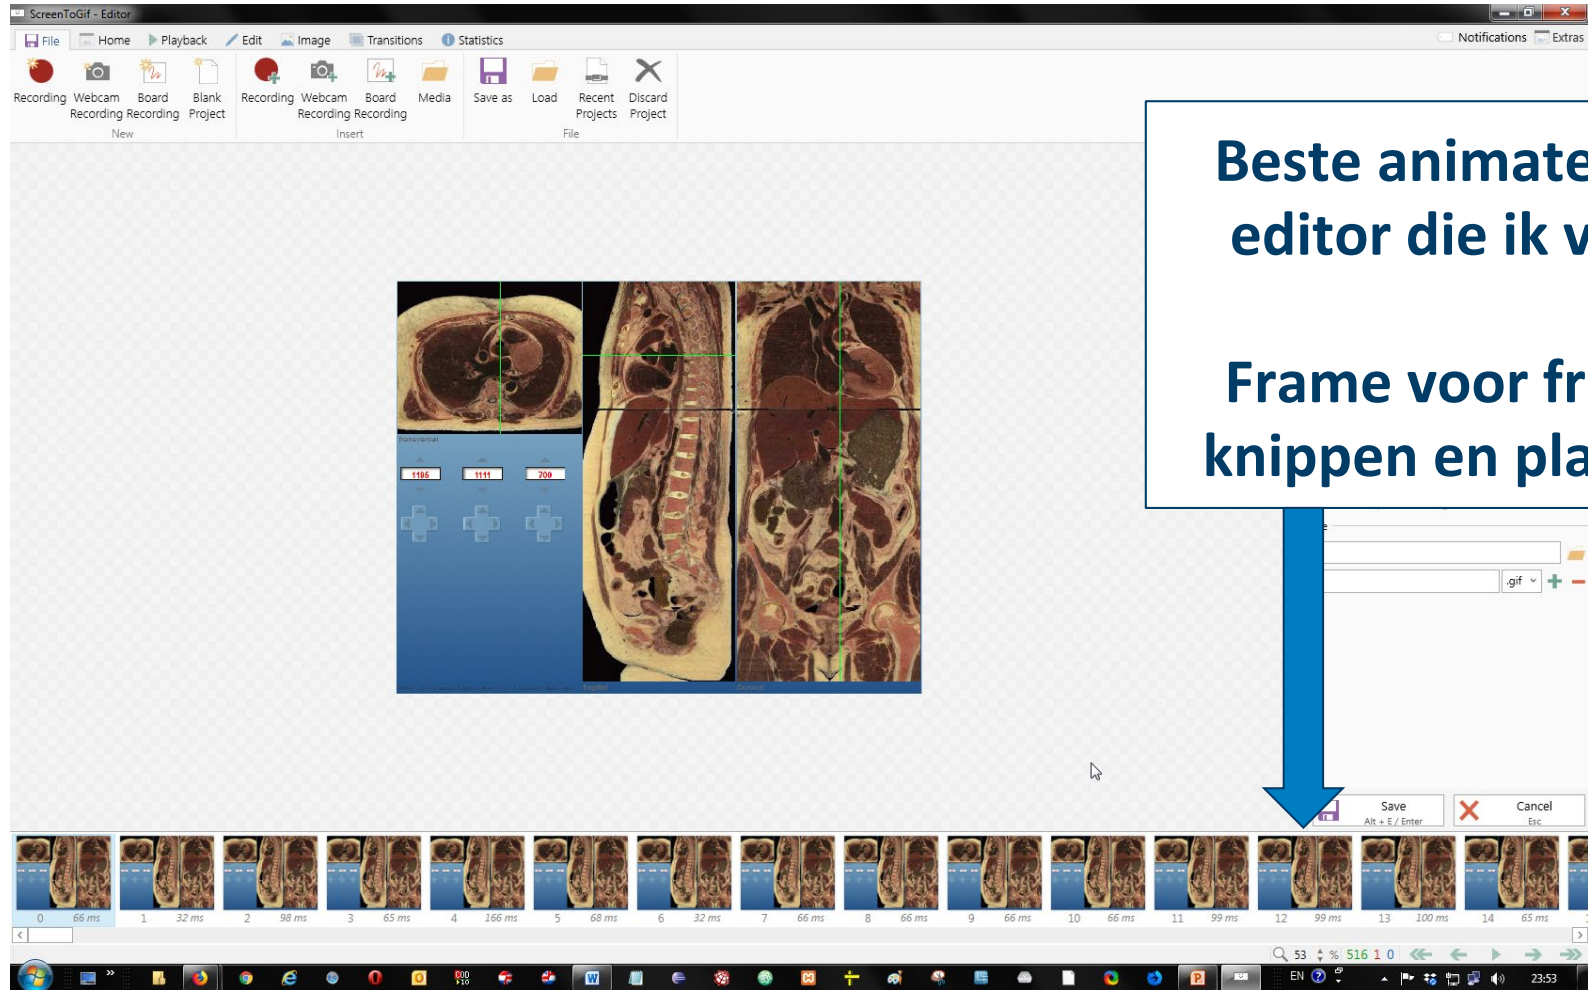 ScreenToGif - Editor
File Home Playback Edit Image Transitions Statistics
Notifications Extras
Recording Webcam Recording Board Recording Blank Project
New
Recording Webcam Recording Board Recording Media
Insert
Save as Load Recent Projects Discard Project
File
Beste animate
editor die ik v
Frame voor fr
knippen en pla
Transversal
1195 1111 700
Sagittal
.gif
Save
Alt + E / Enter
Cancel
Esc
0 66 ms 1 32 ms 2 98 ms 3 65 ms 4 166 ms 5 68 ms 6 32 ms 7 66 ms 8 66 ms 9 66 ms 10 66 ms 11 99 ms 12 99 ms 13 100 ms 14 65 ms
53 % 516 1 0
EN 23:53